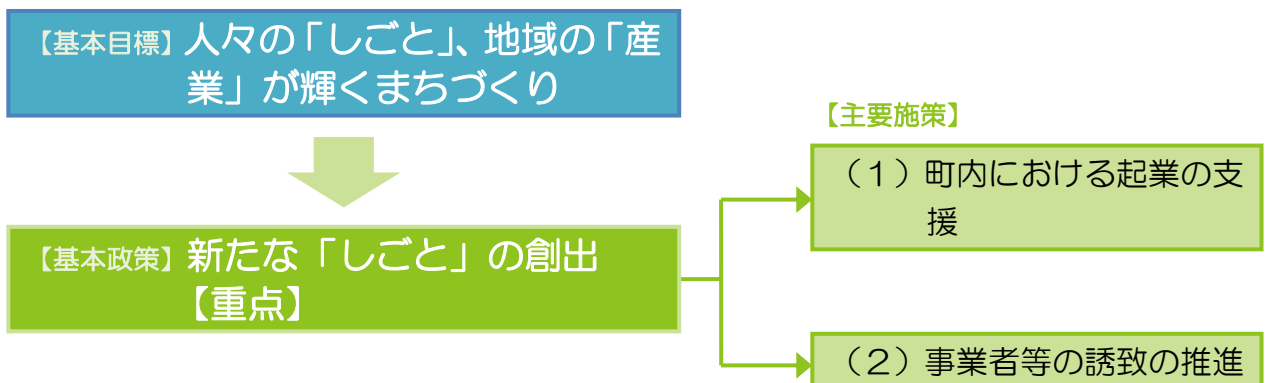 【基本目標】人々の「しごと」、地域の「産
業」が輝くまちづくり
【基本政策】新たな「しごと」の創出
【重点】
【主要施策】
(1)町内における起業の支
援
(2)事業者等の誘致の推進